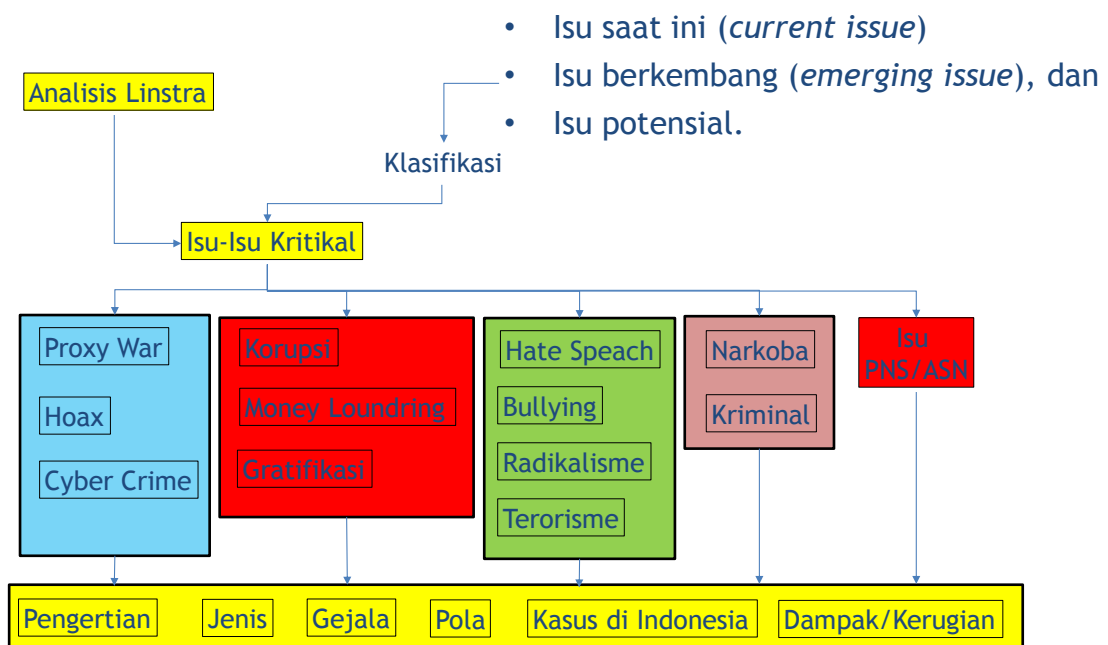 • Isu saat ini (current issue)
• Isu berkembang (emerging issue), dan
• Isu potensial.
Analisis Linstra
Klasifikasi
Isu-Isu Kritikal
Proxy War
Hoax
Cyber Crime
Korupsi
Money Loundring
Gratifikasi
Hate Speach
Bullying
Radikalisme
Terorisme
Narkoba
Kriminal
Isu
PNS/ASN
Pengertian Jenis Gejala Pola Kasus di Indonesia Dampak/Kerugian